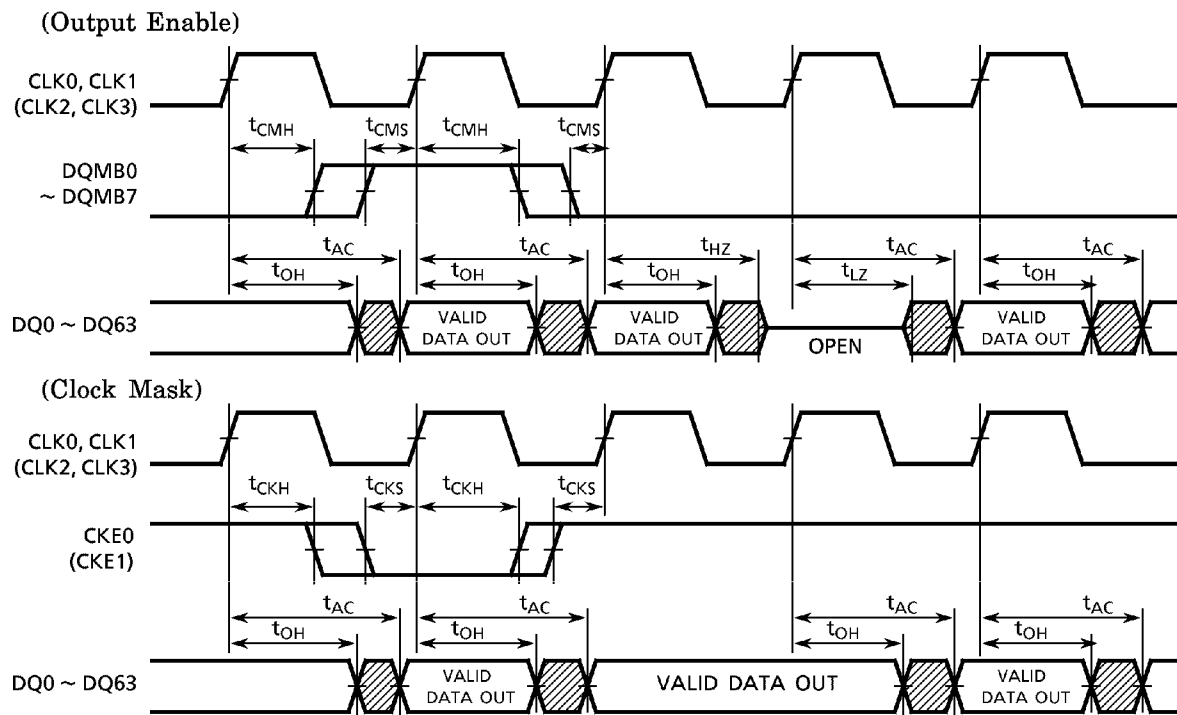 (Output Enable)
CLK0, CLK1
(CLK2, CLK3)
tCMH tCMS tCMH tCMS
DQMB0
~ DQMB7
tAC tAC tHZ tAC tAC
tOH tOH tOH tLZ tOH
DQ0 ~ DQ63
VALID DATA OUT
VALID DATA OUT
OPEN
VALID DATA OUT
(Clock Mask)
CLK0, CLK1
(CLK2, CLK3)
tCKH tCKS tCKH tCKS
CKE0
(CKE1)
tAC tAC tAC tAC
tOH tOH tOH tOH
DQ0 ~ DQ63
VALID DATA OUT
VALID DATA OUT
VALID DATA OUT